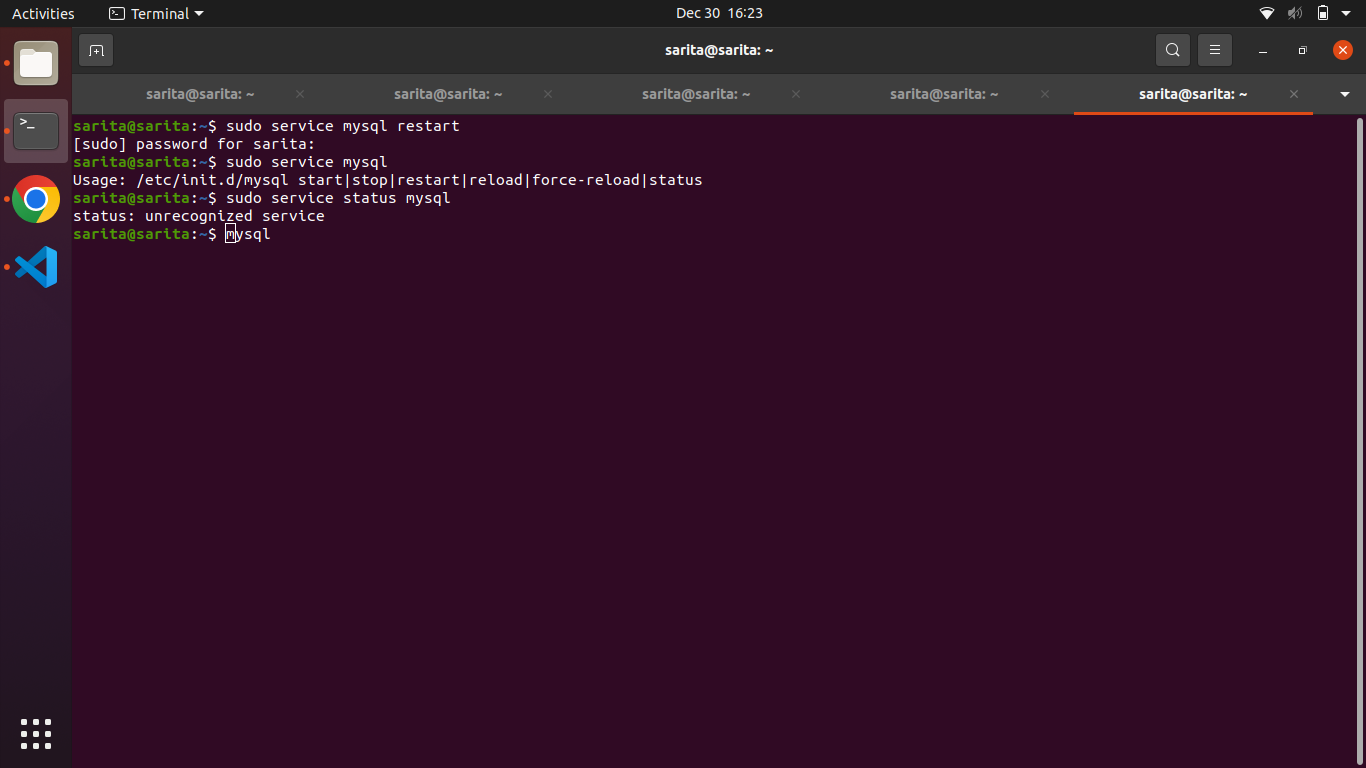 Activities
Terminal
Dec 30 16:23
sarita@sarita: ~
sarita@sarita: ~
sarita@sarita: ~
sarita@sarita: ~
sarita@sarita: ~
sarita@sarita: ~
sarita@sarita:~$ sudo service mysql restart
[sudo] password for sarita:
sarita@sarita:~$ sudo service mysql
Usage: /etc/init.d/mysql start|stop|restart|reload|force-reload|status
sarita@sarita:~$ sudo service status mysql
status: unrecognized service
sarita@sarita:~$ mysql